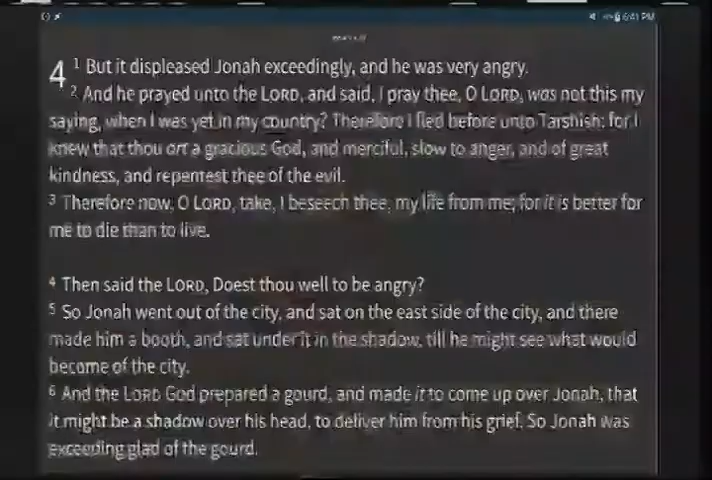 6:41 PM
4 1 But it displeased Jonah exceedingly, and he was very angry.
2 And he prayed unto the LORD, and said, I pray thee, O LORD, was not this my
saying, when I was yet in my country? Therefore I fled before unto Tarshish: for I
knew that thou art a gracious God, and merciful, slow to anger, and of great
kindness, and repentest thee of the evil.
3 Therefore now, O LORD, take, I beseech thee, my life from me; for it is better for
me to die than to live.
4 Then said the LORD, Doest thou well to be angry?
5 So Jonah went out of the city, and sat on the east side of the city, and there
made him a booth, and sat under it in the shadow, till he might see what would
become of the city.
6 And the LORD God prepared a gourd, and made it to come up over Jonah, that
it might be a shadow over his head, to deliver him from his grief. So Jonah was
exceeding glad of the gourd.